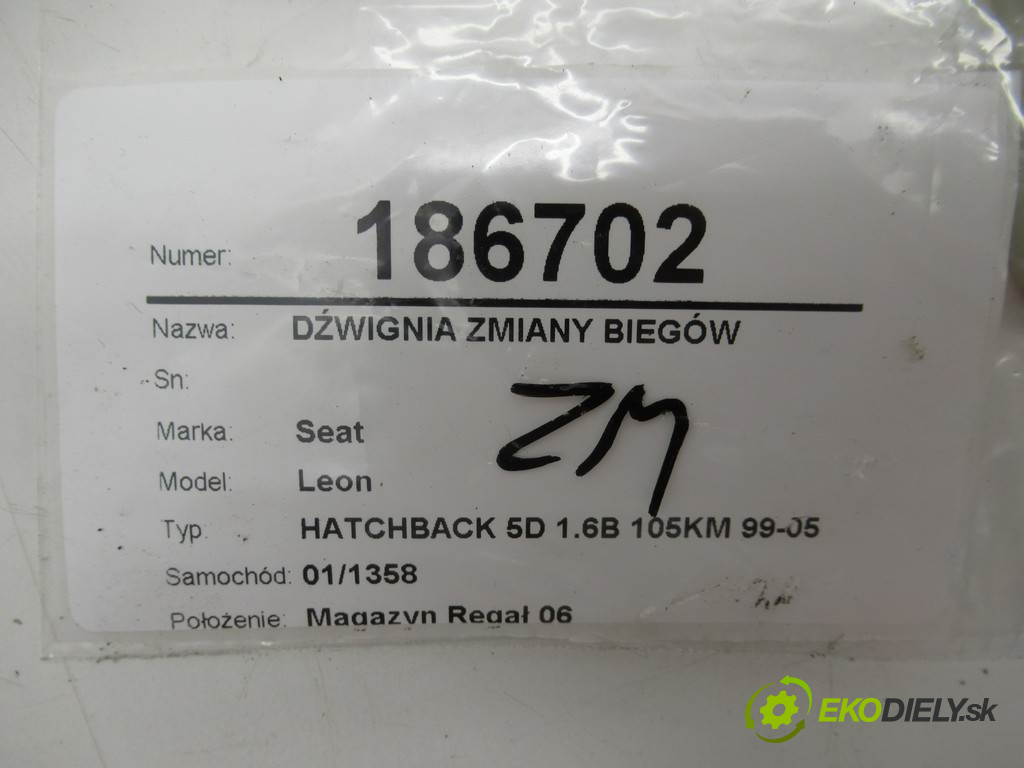 Numer: 186702
Nazwa: DŹWIGNIA ZMIANY BIEGÓW
Sn:
ZM
Marka: Seat
Model: Leon
Typ: HATCHBACK 5D 1.6B 105KM 99-05
Samochód: 01/1358
Położenie: Magazyn Regał 06
EKODIELY.sk